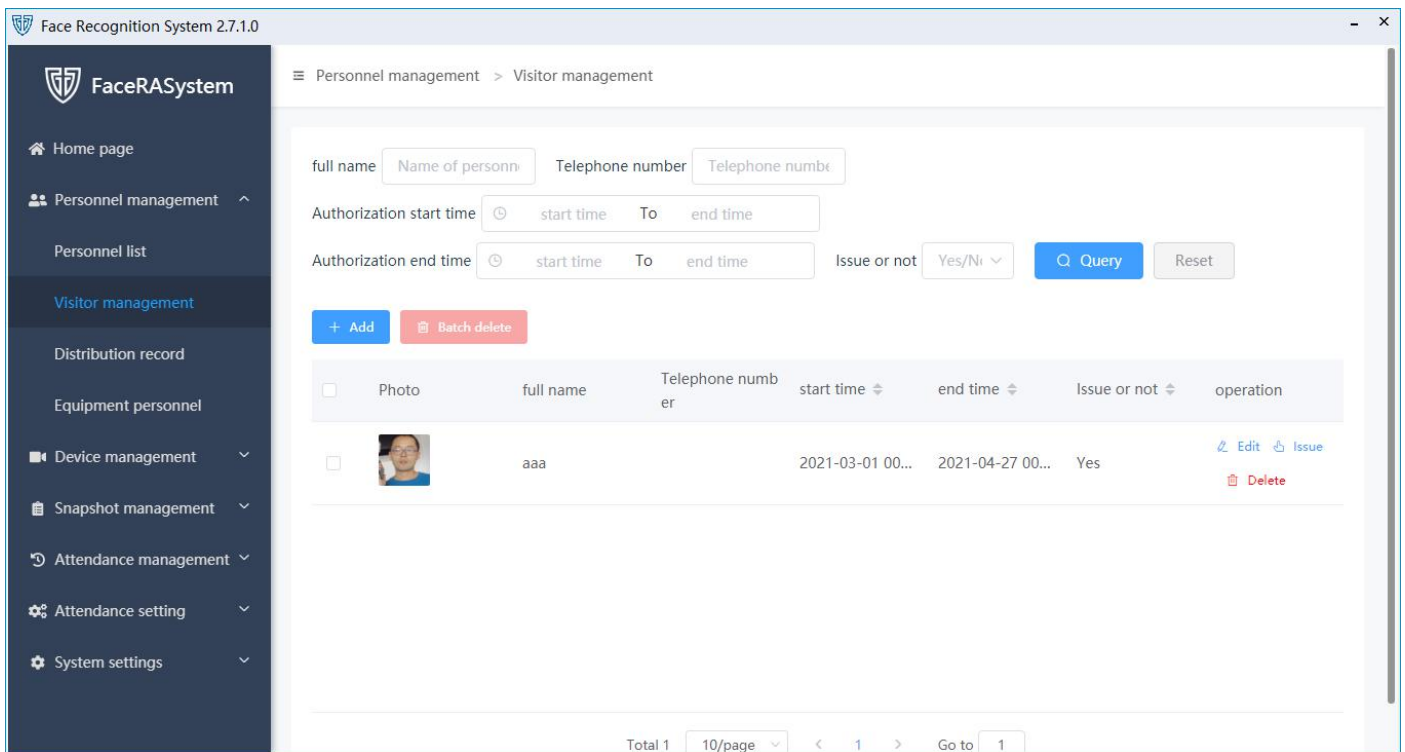 Face Recognition System 2.7.1.0
FaceRASystem
Personnel management > Visitor management
Home page
Personnel management
Personnel list
Visitor management
Distribution record
Equipment personnel
Device management
Snapshot management
Attendance management
Attendance setting
System settings
full name Name of personn Telephone number Telephone numbe
Authorization start time start time To end time
Authorization end time start time To end time Issue or not Yes/N Query Reset
+ Add Batch delete
Photo full name Telephone numb start time end time Issue or not operation
er
aaa 2021-03-01 00... 2021-04-27 00... Yes Edit Issue
Delete
Total 1 10/page < 1 > Go to 1